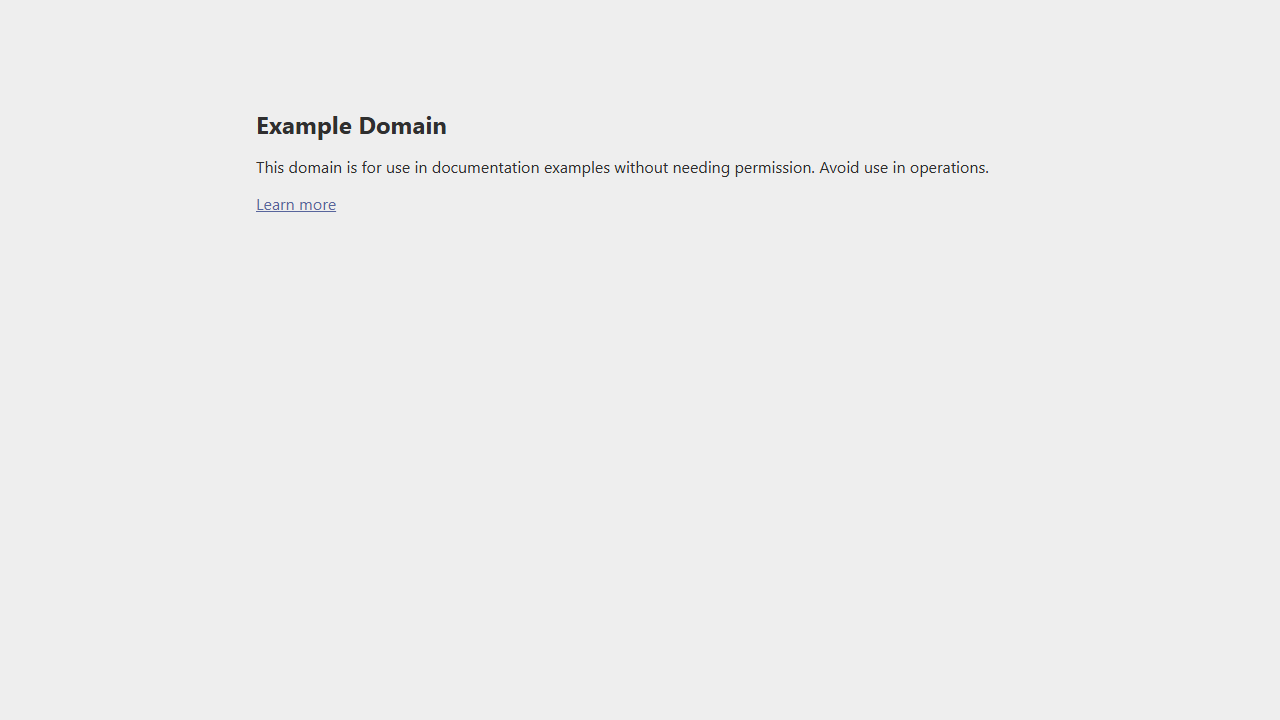 Example Domain
This domain is for use in documentation examples without needing permission. Avoid use in operations.
Learn more